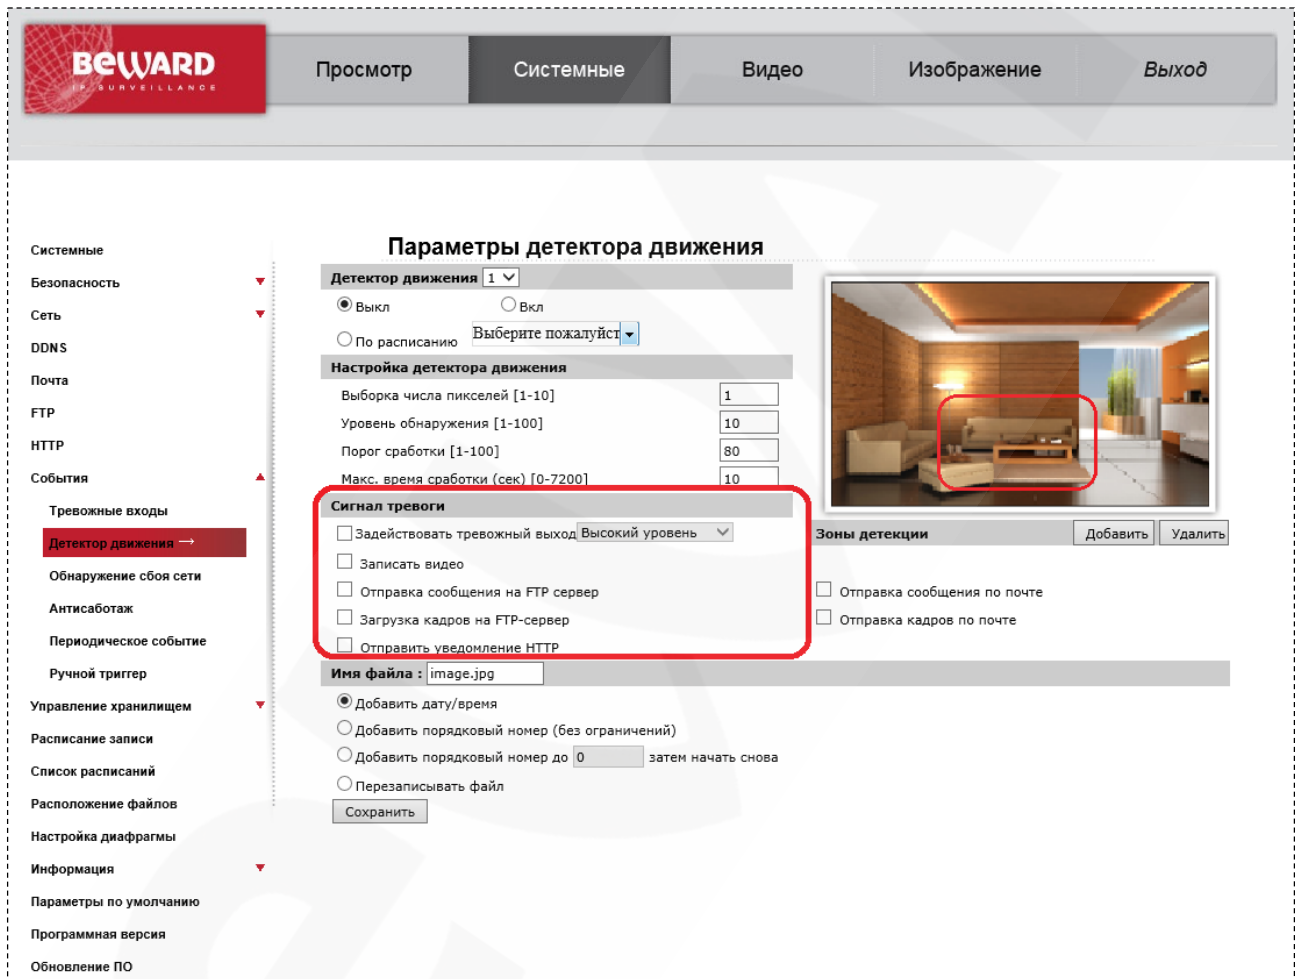 BEWARD
IP SURVEILLANCE
Просмотр
Системные
Видео
Изображение
Выход
Системные
Безопасность
Сеть
DDNS
Почта
FTP
HTTP
События
Тревожные входы
Детектор движения →
Обнаружение сбоя сети
Антисаботаж
Периодическое событие
Ручной триггер
Управление хранилищем
Расписание записи
Список расписаний
Расположение файлов
Настройка диафрагмы
Информация
Параметры по умолчанию
Программная версия
Обновление ПО
Параметры детектора движения
Детектор движения 1
Выкл Вкл
По расписанию Выберите пожалуйст
Настройка детектора движения
Выборка числа пикселей [1-10] 1
Уровень обнаружения [1-100] 10
Порог сработки [1-100] 80
Макс. время сработки (сек) [0-7200] 10
Сигнал тревоги
Задействовать тревожный выход Высокий уровень
Зоны детекции Добавить Удалить
Записать видео
Отправка сообщения на FTP сервер Отправка сообщения по почте
Загрузка кадров на FTP-сервер Отправка кадров по почте
Отправить уведомление HTTP
Имя файла : image.jpg
Добавить дату/время
Добавить порядковый номер (без ограничений)
Добавить порядковый номер до 0 затем начать снова
Перезаписывать файл
Сохранить